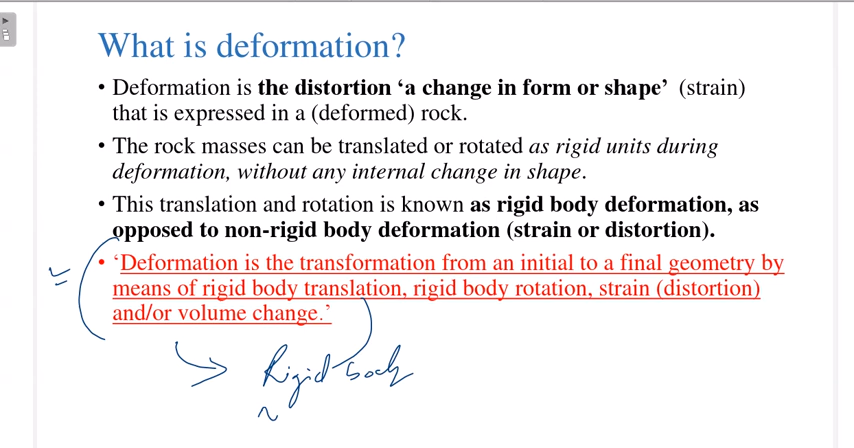 What is deformation?
• Deformation is the distortion ‘a change in form or shape’ (strain)
that is expressed in a (deformed) rock.
• The rock masses can be translated or rotated as rigid units during
deformation, without any internal change in shape.
• This translation and rotation is known as rigid body deformation, as
opposed to non-rigid body deformation (strain or distortion).
• ‘Deformation is the transformation from an initial to a final geometry by
means of rigid body translation, rigid body rotation, strain (distortion)
and/or volume change.’
Rigid body